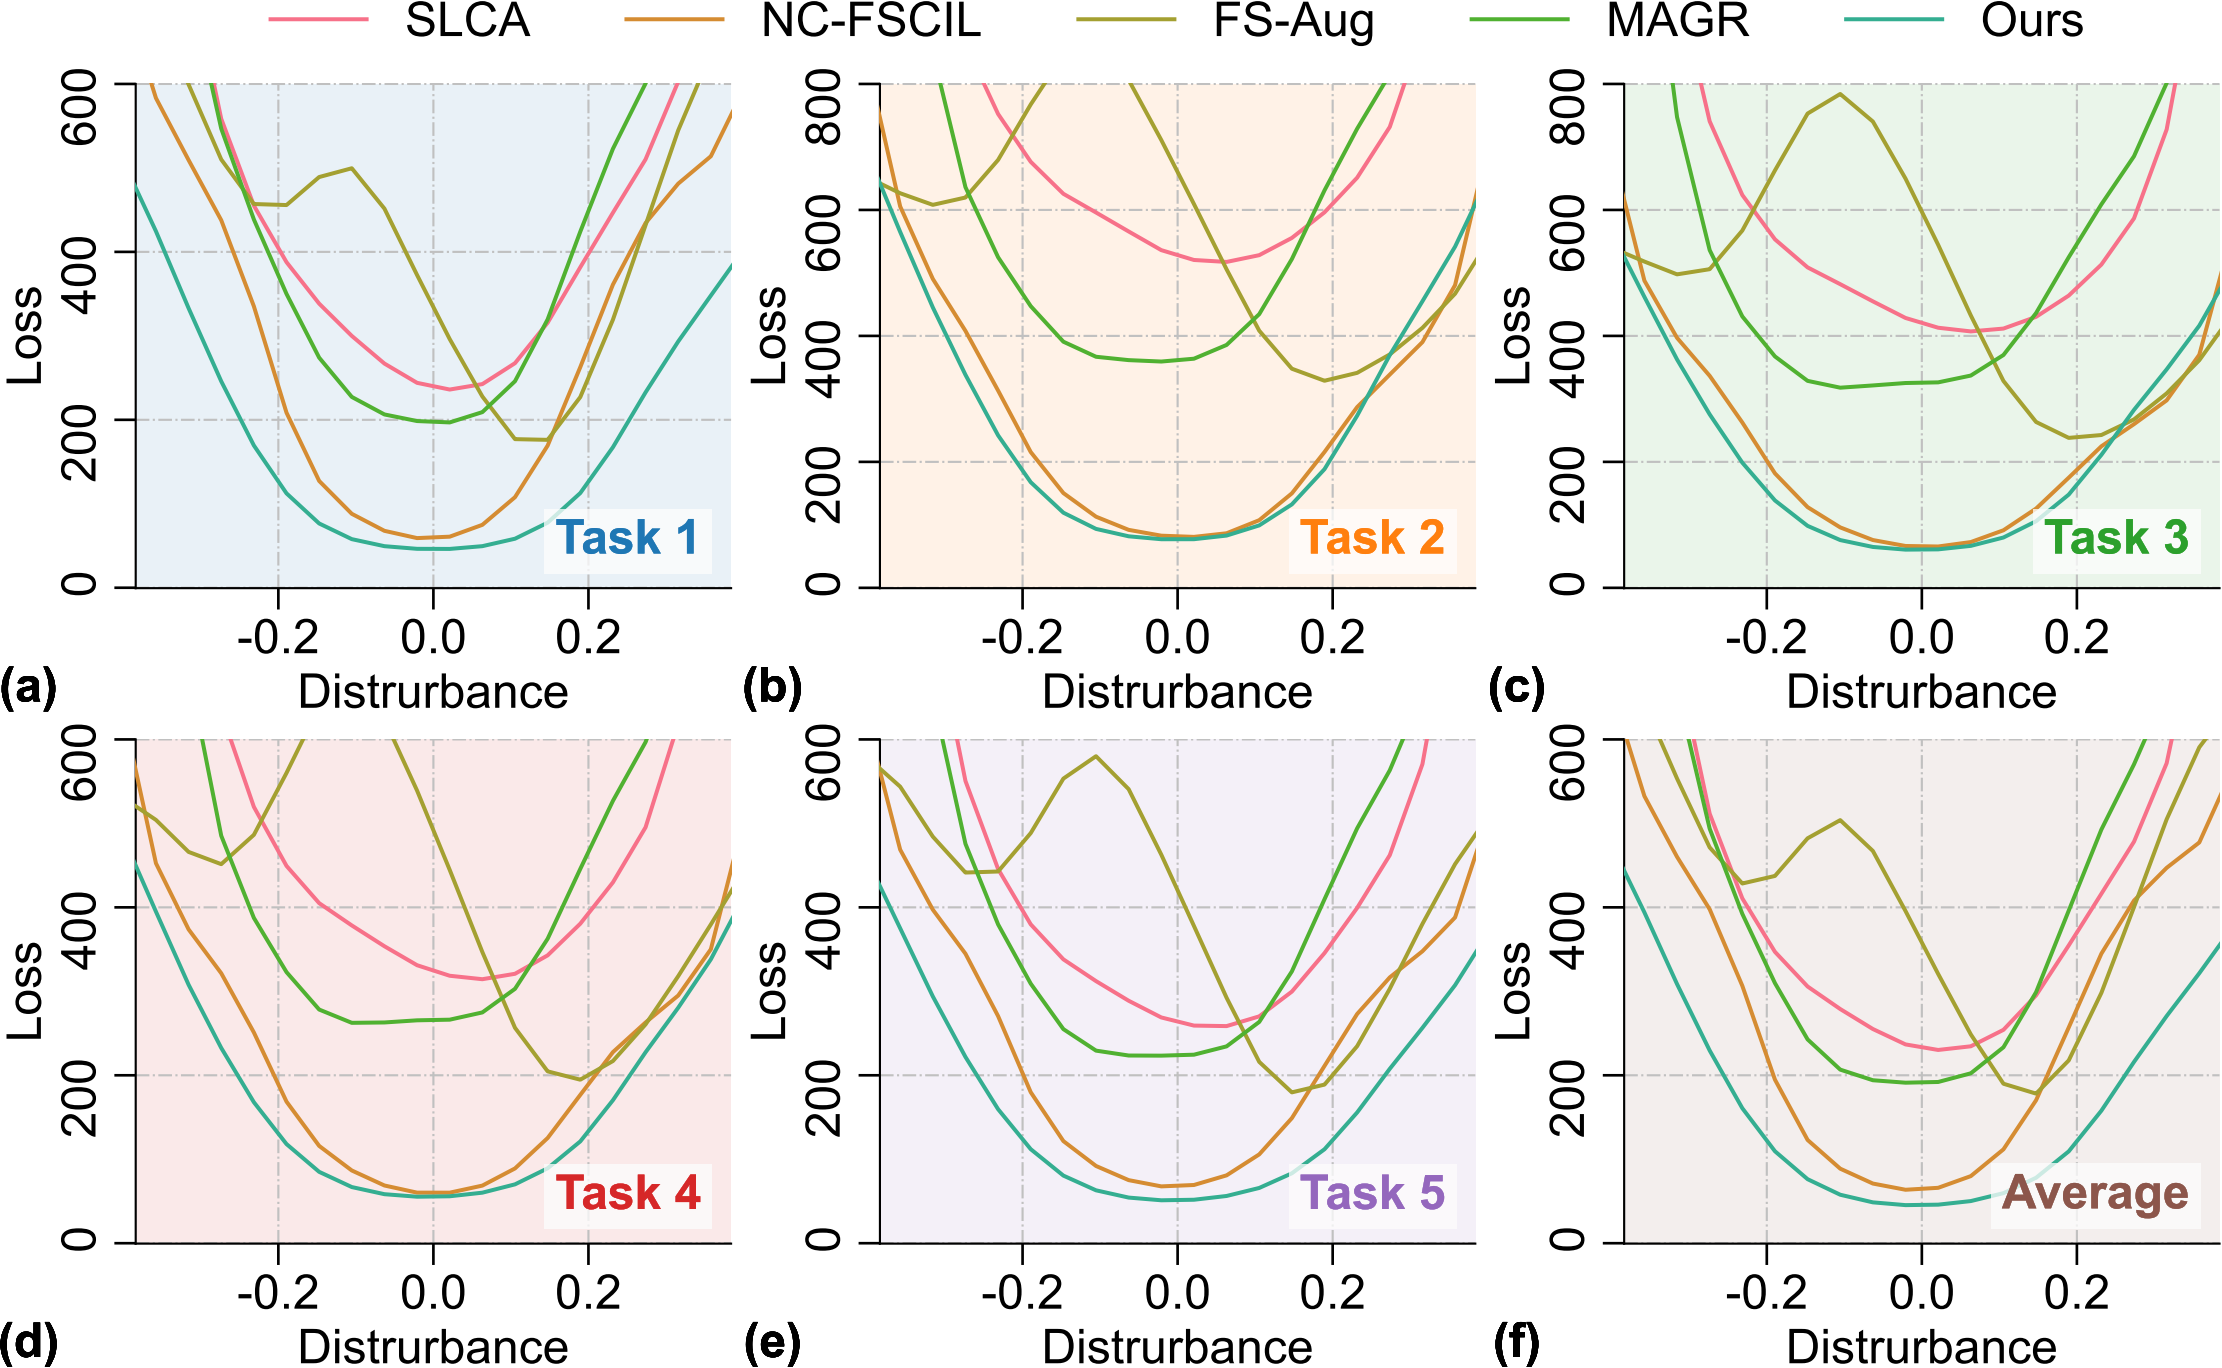 SLCA NC-FSCIL FS-Aug MAGR Ours
600 400 200 0
Loss
-0.2 0.0 0.2
Task 1
(a) Distrurbance
800 600 400 200 0
Loss
-0.2 0.0 0.2
Task 2
(b) Distrurbance
800 600 400 200 0
Loss
-0.2 0.0 0.2
Task 3
(c) Distrurbance
600 400 200 0
Loss
-0.2 0.0 0.2
Task 4
(d) Distrurbance
600 400 200 0
Loss
-0.2 0.0 0.2
Task 5
(e) Distrurbance
600 400 200 0
Loss
-0.2 0.0 0.2
Average
(f) Distrurbance